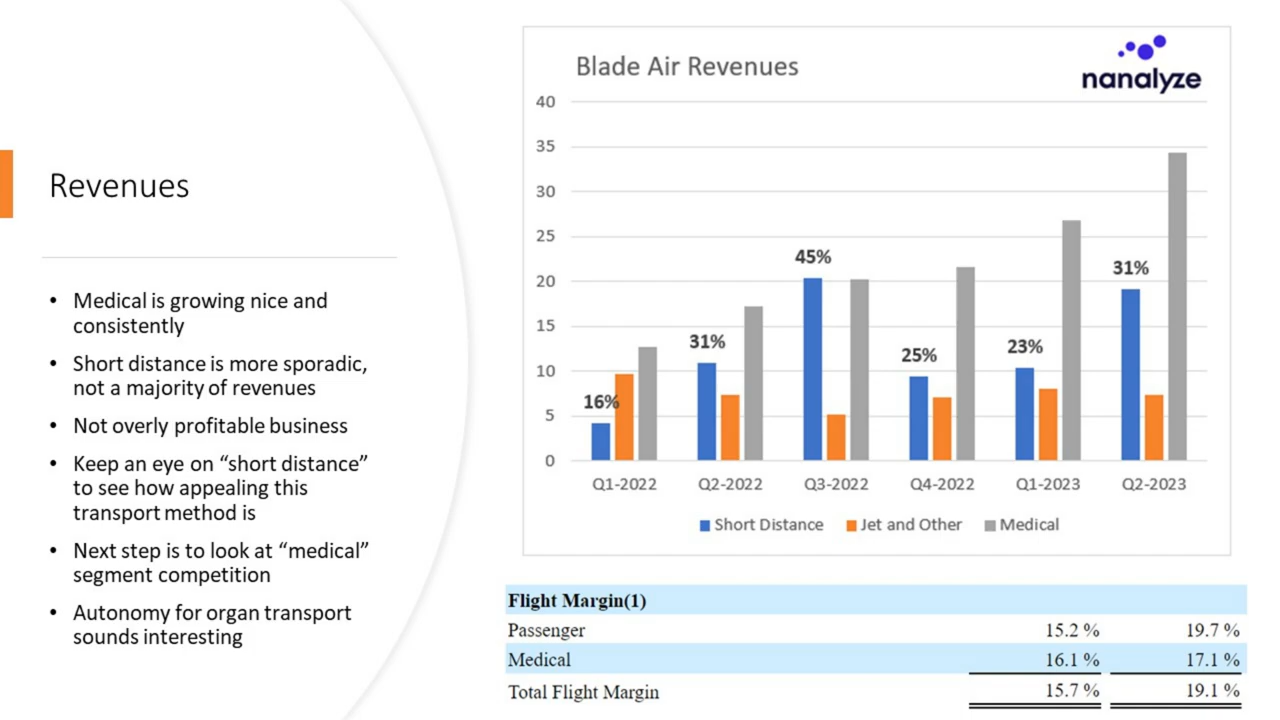 Revenues
• Medical is growing nice and
consistently
• Short distance is more sporadic,
not a majority of revenues
• Not overly profitable business
• Keep an eye on “short distance”
to see how appealing this
transport method is
• Next step is to look at “medical”
segment competition
• Autonomy for organ transport
sounds interesting
Blade Air Revenues
nanalyze
40
35
30
25
20
15
10
5
0
16%
31%
45%
25%
23%
31%
Q1-2022 Q2-2022 Q3-2022 Q4-2022 Q1-2023 Q2-2023
Short Distance Jet and Other Medical
Flight Margin(1)
Passenger 15.2 % 19.7 %
Medical 16.1 % 17.1 %
Total Flight Margin 15.7 % 19.1 %